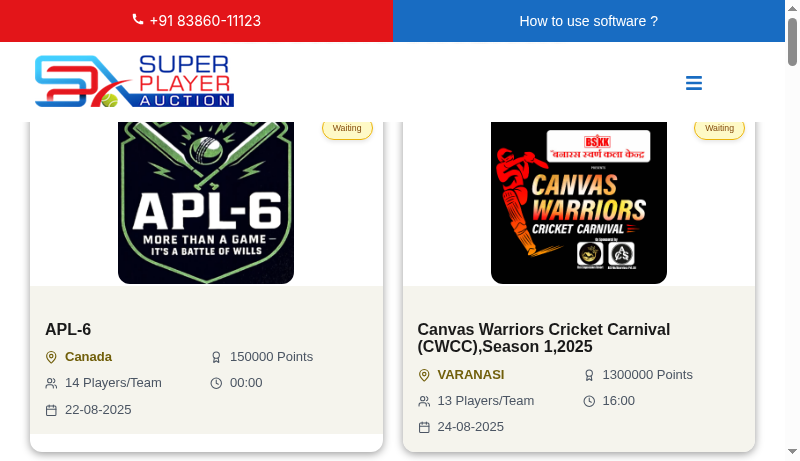 +91 83860-11123
How to use software ?
SUPER
PLAYER
AUCTION
Waiting
APL-6
MORE THAN A GAME –
IT'S A BATTLE OF WILLS
APL-6
Canada
150000 Points
14 Players/Team
00:00
22-08-2025
Waiting
BSKK
बनारस स्वर्ण कला केन्द्र
PRESENTS
CANVAS
WARRIORS
CRICKET CARNIVAL
Canvas Warriors Cricket Carnival
(CWCC),Season 1,2025
VARANASI
1300000 Points
13 Players/Team
16:00
24-08-2025